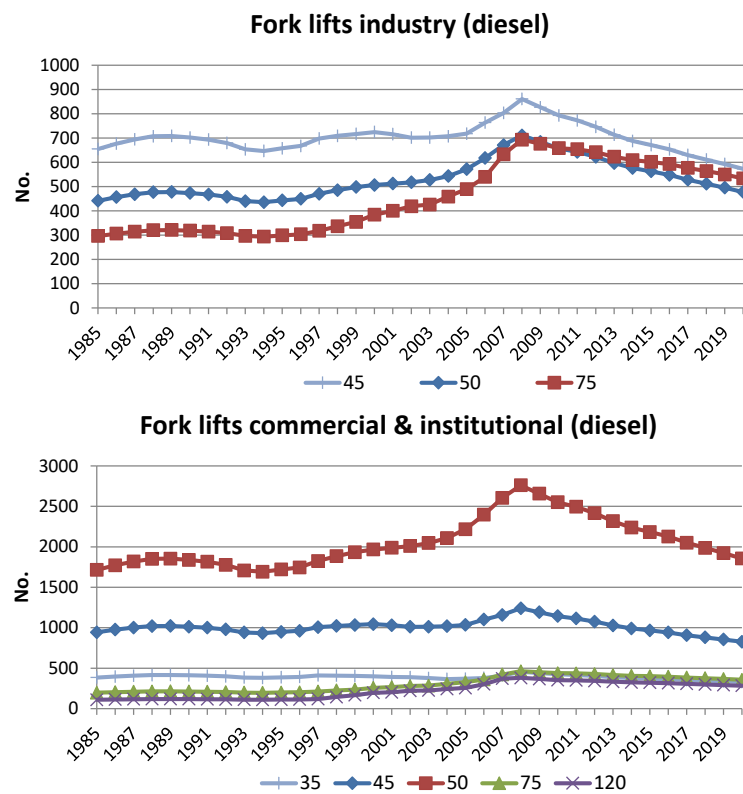 Fork lifts industry (diesel)
1000
900
800
700
600
500
400
300
200
100
0
No.
1985 1987 1989 1991 1993 1995 1997 1999 2001 2003 2005 2007 2009 2011 2013 2015 2017 2019
45 50 75
Fork lifts commercial & institutional (diesel)
3000
2500
2000
1500
1000
500
0
No.
1985 1987 1989 1991 1993 1995 1997 1999 2001 2003 2005 2007 2009 2011 2013 2015 2017 2019
35 45 50 75 120